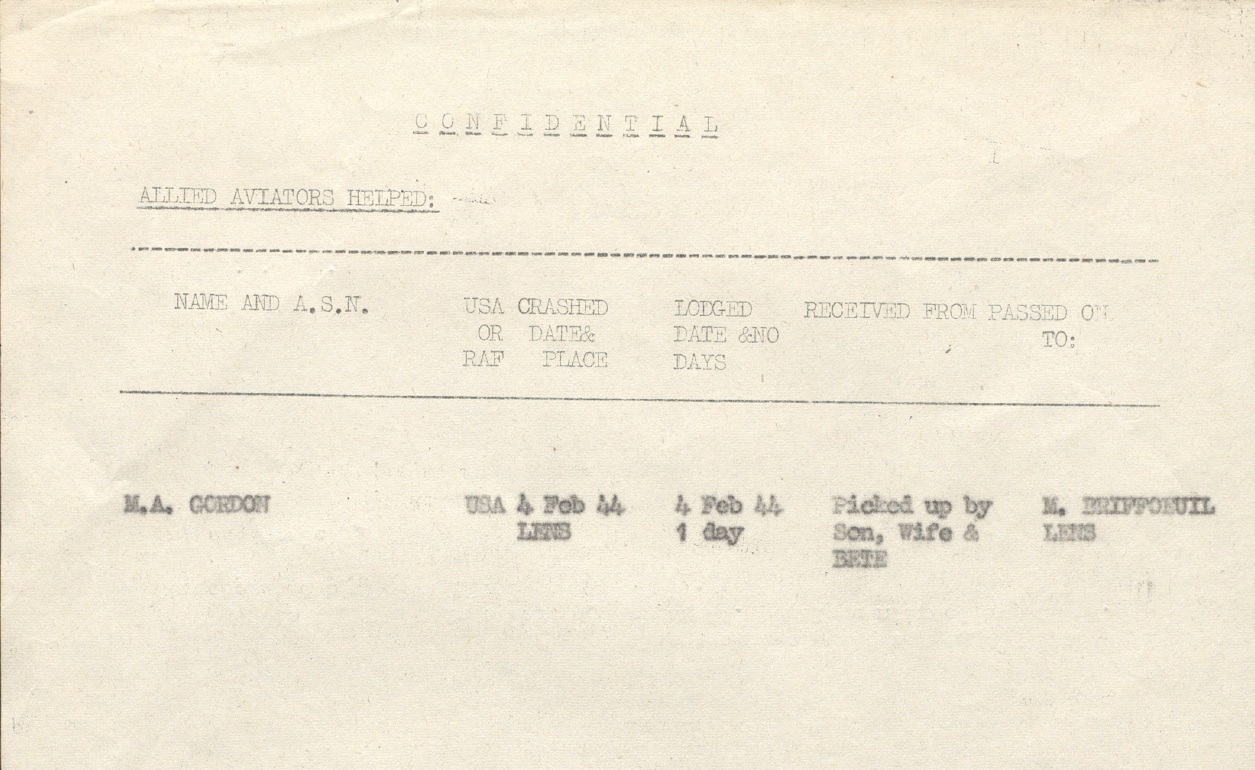 CONFIDENTIAL
ALLIED AVIATORS HELPED:
NAME AND A.S.N. USA CRASHED LODGED RECEIVED FROM PASSED ON
OR DATE& DATE &NO TO:
RAF PLACE DAYS
M.A. GORDON USA 4 Feb 44 4 Feb 44 Picked up by M. BRIFFOEUIL
LENS 1 day Son, Wife & LENS
BETE